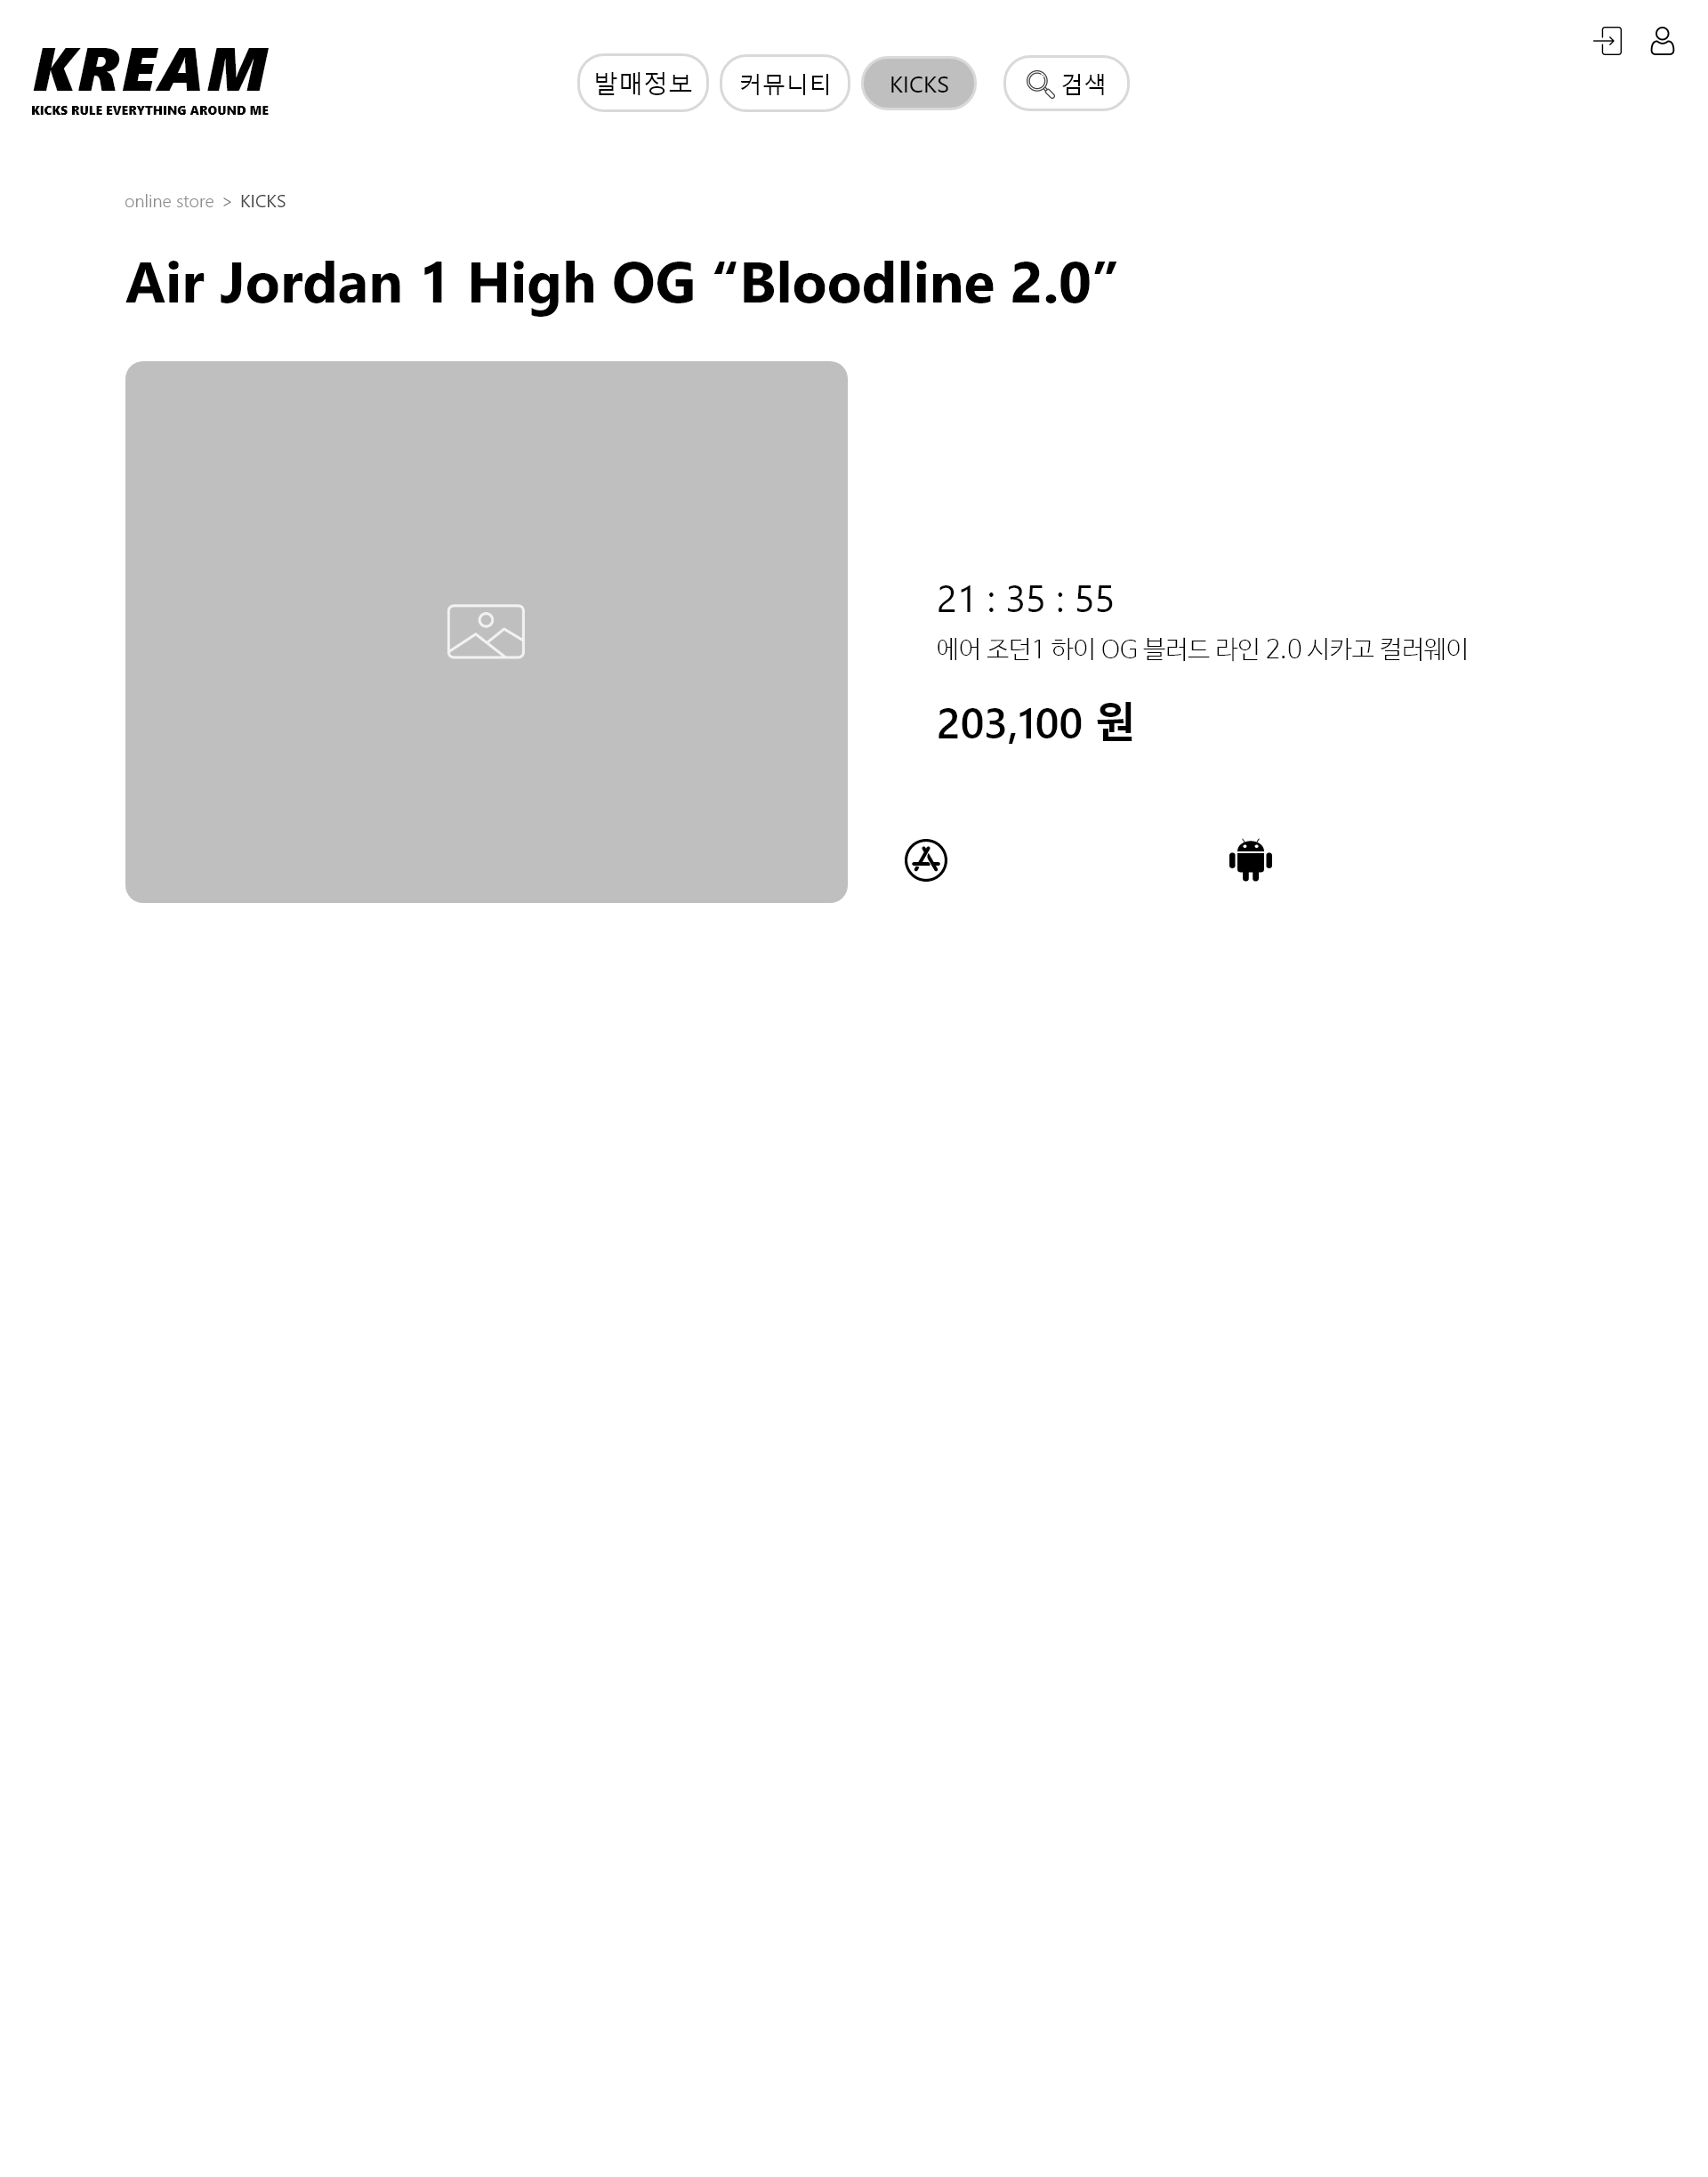 KREAM
KICKS RULE EVERYTHING AROUND ME
발매정보
커뮤니티
KICKS
검색
online store > KICKS
Air Jordan 1 High OG “Bloodline 2.0”
21 : 35 : 55
에어 조던1 하이 OG 블러드 라인 2.0 시카고 컬러웨이
203,100 원